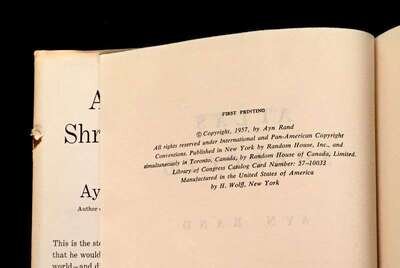 A
Shr
Ay
Author
This is the st
that he woul
world—and d
FIRST PRINTING
© Copyright, 1957, by Ayn Rand
All rights reserved under International and Pan-American Copyright
Conventions. Published in New York by Random House, Inc., and
simultaneously in Toronto, Canada, by Random House of Canada, Limited.
Library of Congress Catalog Card Number: 57-10033
Manufactured in the United States of America
by H. Wolff, New York
AYN RAND